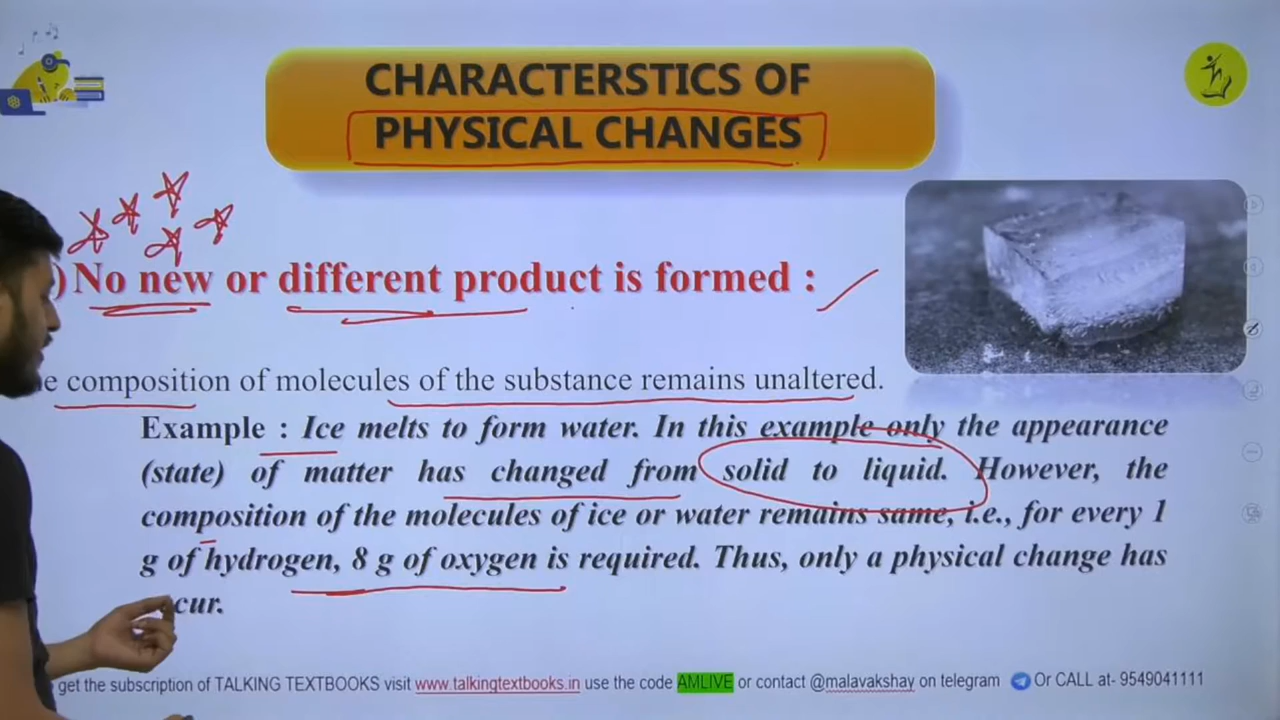 CHARACTERSTICS OF
PHYSICAL CHANGES
) No new or different product is formed :
e composition of molecules of the substance remains unaltered.
Example : Ice melts to form water. In this example only the appearance
(state) of matter has changed from solid to liquid. However, the
composition of the molecules of ice or water remains same, i.e., for every 1
g of hydrogen, 8 g of oxygen is required. Thus, only a physical change has
cur.
get the subscription of TALKING TEXTBOOKS visit www.talkingtextbooks.in use the code AMLIVE or contact @malavakshay on telegram Or CALL at- 9549041111